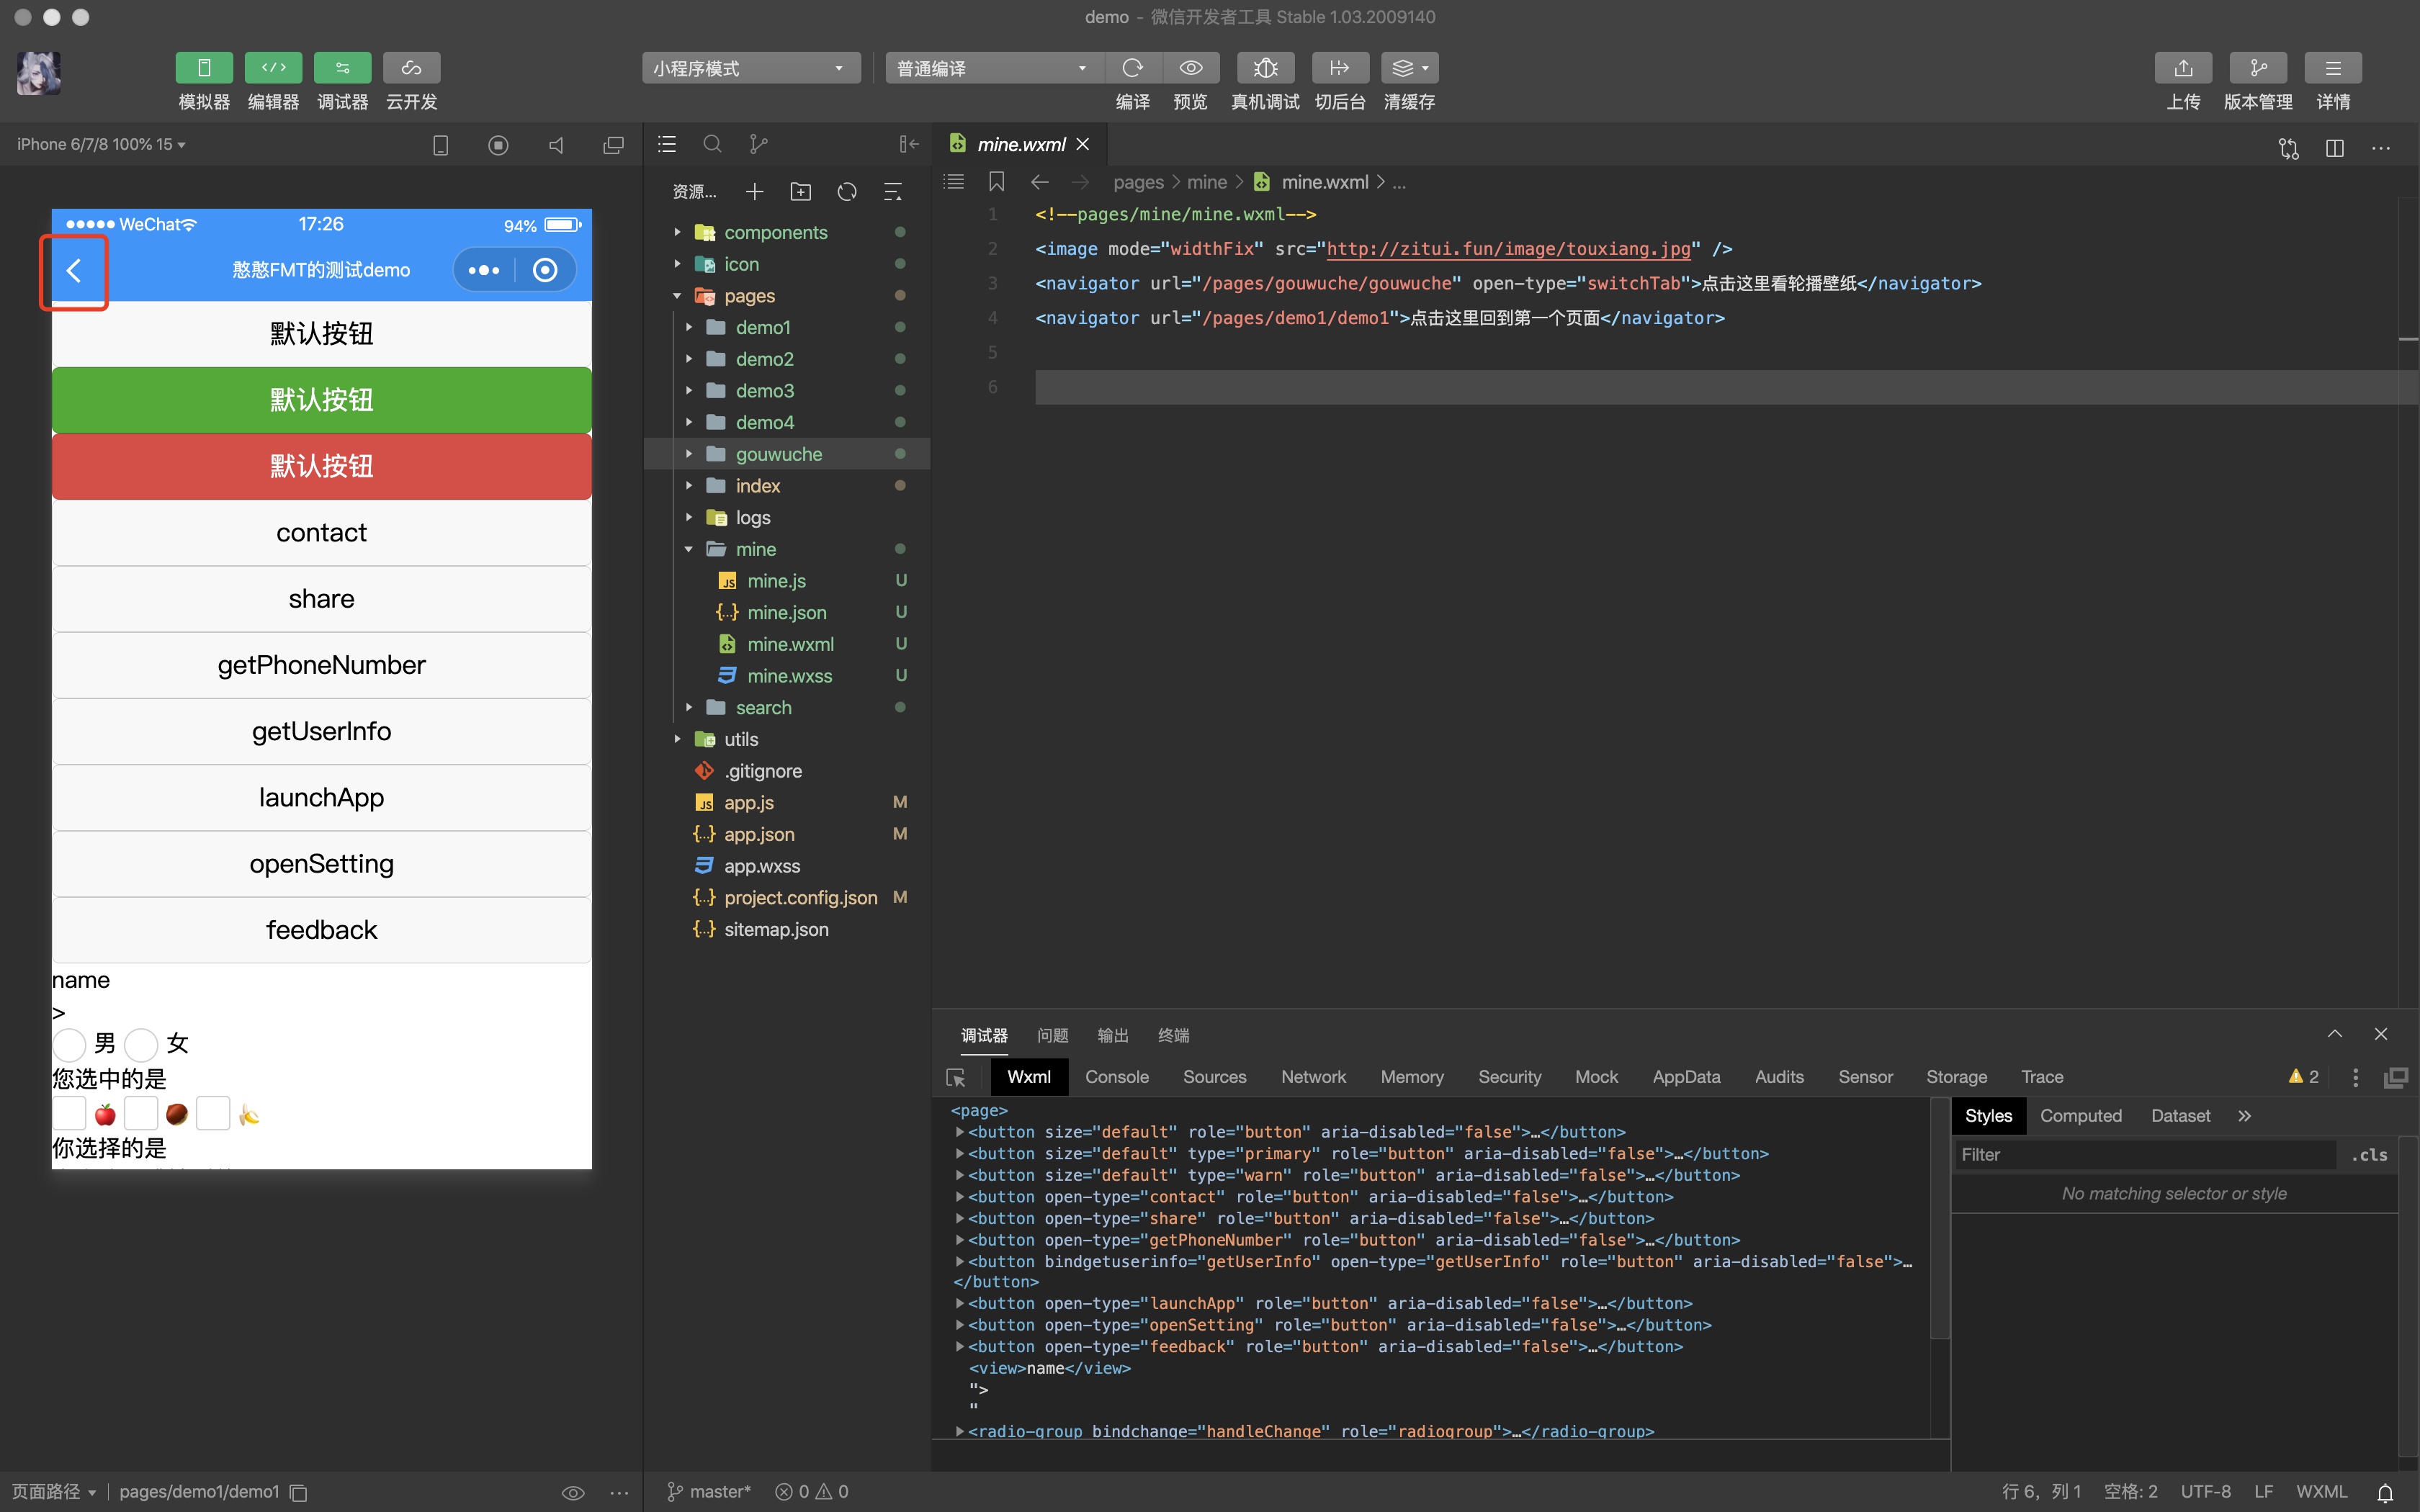 demo - 微信开发者工具 Stable 1.03.2009140
小程序模式
普通编译
模拟器 编辑器 调试器 云开发
编译 预览 真机调试 切后台 清缓存
上传 版本管理 详情
iPhone 6/7/8 100% 15
WeChat 17:26 94%
憨憨FMT的测试demo
默认按钮
默认按钮
默认按钮
contact
share
getPhoneNumber
getUserInfo
launchApp
openSetting
feedback
name
>
男 女
您选中的是
你选择的是
页面路径 pages/demo1/demo1
资源...
components
icon
pages
demo1
demo2
demo3
demo4
gouwuche
index
logs
mine
JS mine.js U
{..} mine.json U
mine.wxml U
mine.wxss U
search
utils
.gitignore
JS app.js M
{..} app.json M
app.wxss
{..} project.config.json M
{..} sitemap.json
mine.wxml
pages > mine > mine.wxml > ...
1 <!--pages/mine/mine.wxml-->
2 <image mode="widthFix" src="http://zitui.fun/image/touxiang.jpg" />
3 <navigator url="/pages/gouwuche/gouwuche" open-type="switchTab">点击这里看轮播壁纸</navigator>
4 <navigator url="/pages/demo1/demo1">点击这里回到第一个页面</navigator>
5
6
调试器 问题 输出 终端
Wxml Console Sources Network Memory Security Mock AppData Audits Sensor Storage Trace 2
<page>
<button size="default" role="button" aria-disabled="false">…</button>
<button size="default" type="primary" role="button" aria-disabled="false">…</button>
<button size="default" type="warn" role="button" aria-disabled="false">…</button>
<button open-type="contact" role="button" aria-disabled="false">…</button>
<button open-type="share" role="button" aria-disabled="false">…</button>
<button open-type="getPhoneNumber" role="button" aria-disabled="false">…</button>
<button bindgetuserinfo="getUserInfo" open-type="getUserInfo" role="button" aria-disabled="false">…
</button>
<button open-type="launchApp" role="button" aria-disabled="false">…</button>
<button open-type="openSetting" role="button" aria-disabled="false">…</button>
<button open-type="feedback" role="button" aria-disabled="false">…</button>
<view>name</view>
">
"
<radio-group bindchange="handleChange" role="radiogroup">…</radio-group>
Styles Computed Dataset
Filter .cls
No matching selector or style
master* 0 0
行 6，列 1 空格: 2 UTF-8 LF WXML